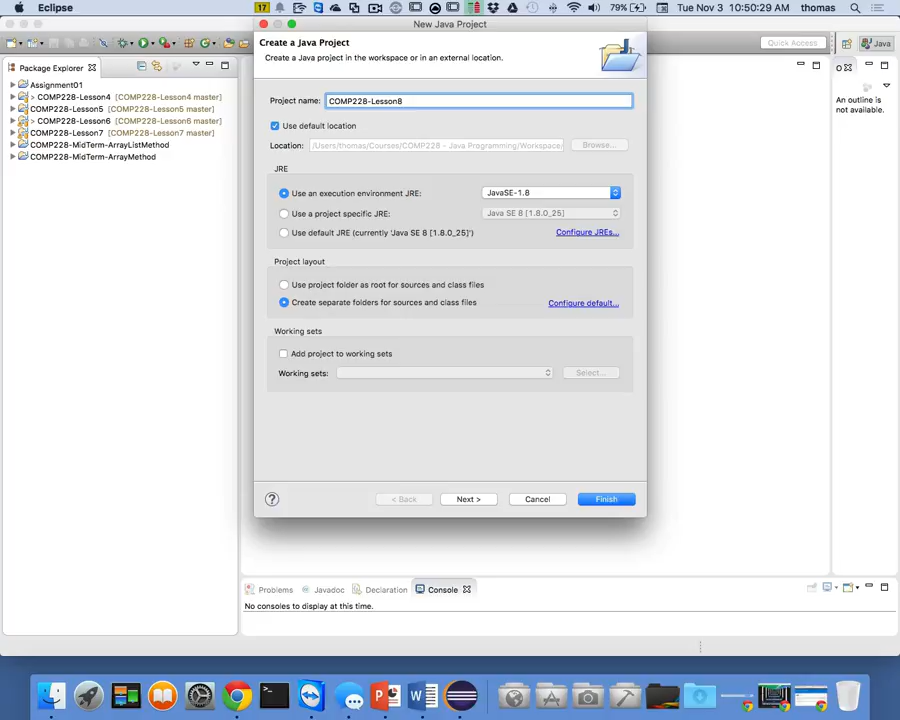 Eclipse
17
79%
Tue Nov 3 10:50:29 AM thomas
New Java Project
Create a Java Project
Create a Java project in the workspace or in an external location.
Quick Access
Java
Package Explorer
Assignment01
> COMP228-Lesson4 [COMP228-Lesson4 master]
COMP228-Lesson5 [COMP228-Lesson5 master]
> COMP228-Lesson6 [COMP228-Lesson6 master]
COMP228-Lesson7 [COMP228-Lesson7 master]
COMP228-MidTerm-ArrayListMethod
COMP228-MidTerm-ArrayMethod
Project name: COMP228-Lesson8
Use default location
Location: /Users/thomas/Courses/COMP228 - Java Programming/Workspace/ Browse...
JRE
Use an execution environment JRE: JavaSE-1.8
Use a project specific JRE: Java SE 8 [1.8.0_25]
Use default JRE (currently 'Java SE 8 [1.8.0_25]') Configure JREs...
Project layout
Use project folder as root for sources and class files
Create separate folders for sources and class files Configure default...
Working sets
Add project to working sets
Working sets: Select...
? < Back Next > Cancel Finish
An outline is
not available.
Problems Javadoc Declaration Console
No consoles to display at this time.